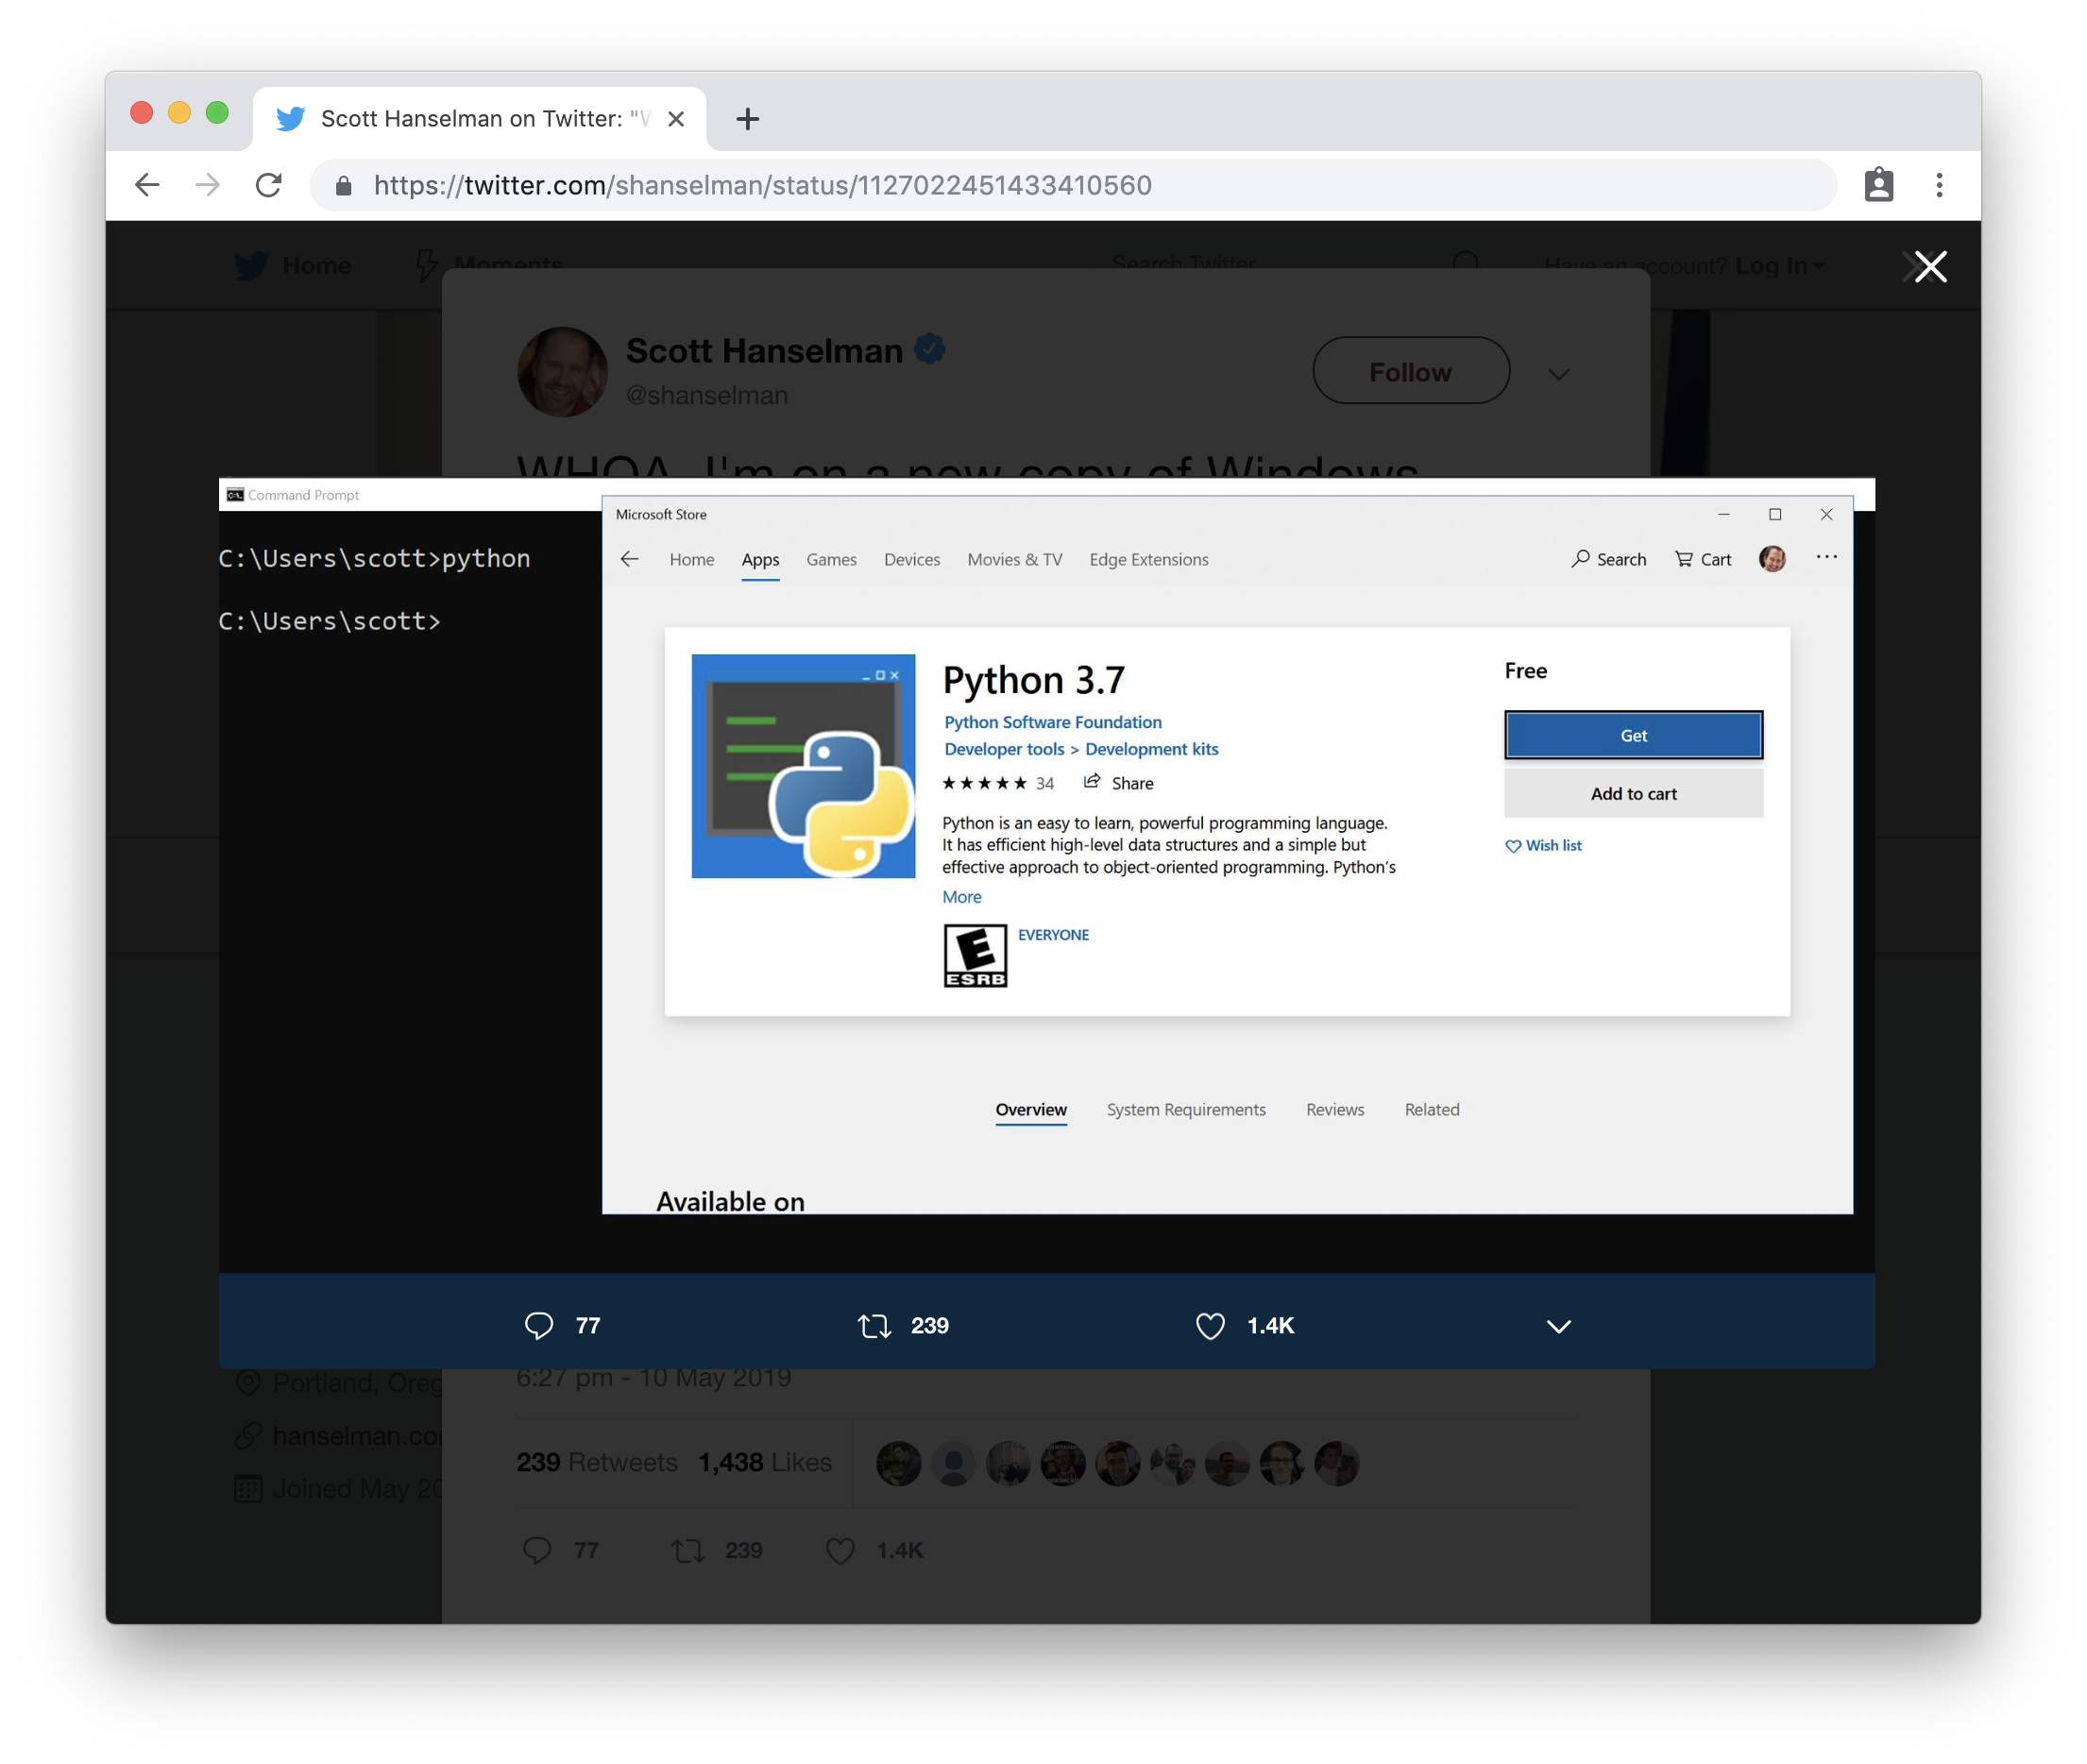 Scott Hanselman on Twitter: "W
https://twitter.com/shanselman/status/1127022451433410560
Home Moments Search Twitter Have an account? Log In
Scott Hanselman
@shanselman
Follow
WHOA. I'm on a new copy of Windows
Command Prompt
C:\Users\scott>python
C:\Users\scott>
Microsoft Store
Home Apps Games Devices Movies & TV Edge Extensions Search Cart
Python 3.7
Python Software Foundation
Developer tools > Development kits
34 Share
Python is an easy to learn, powerful programming language.
It has efficient high-level data structures and a simple but
effective approach to object-oriented programming. Python's
More
E
ESRB
EVERYONE
Free
Get
Add to cart
Wish list
Overview System Requirements Reviews Related
Available on
77 239 1.4K
Portland, Oreg
hanselman.co
Joined May 20
6:27 pm - 10 May 2019
239 Retweets 1,438 Likes
77 239 1.4K